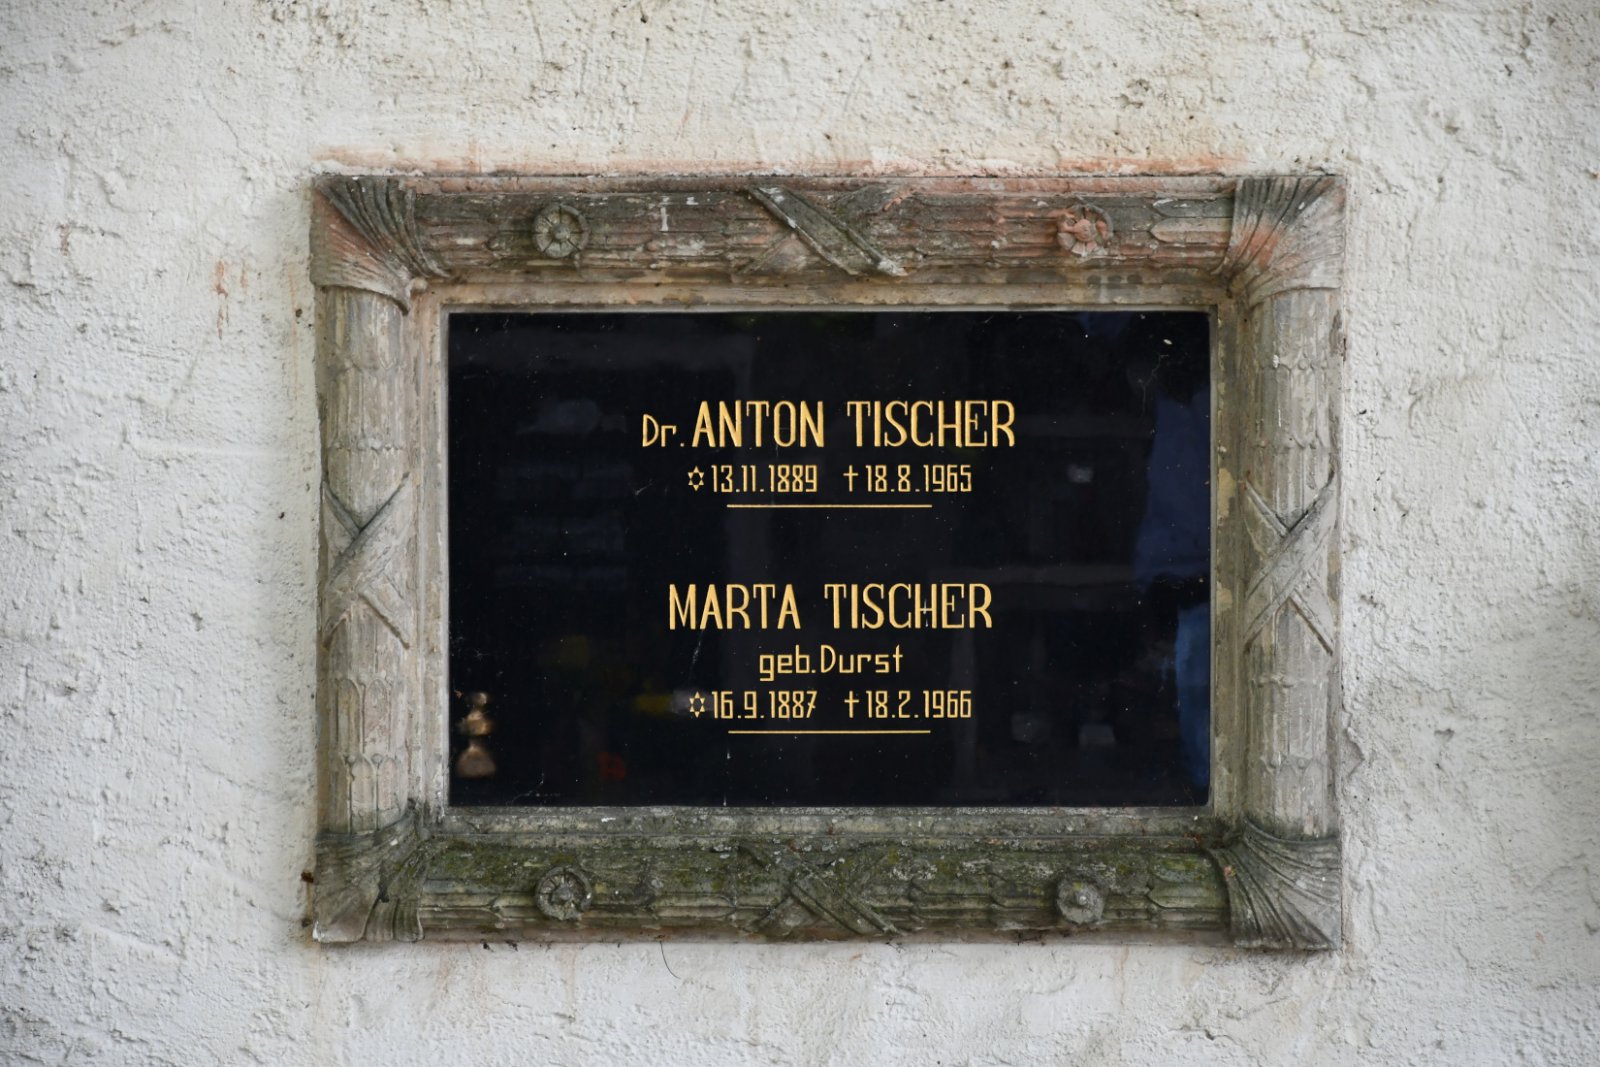 Dr. ANTON TISCHER
✡13.11.1889 †18.8.1965
MARTA TISCHER
geb.Durst
✡16.9.1887 †18.2.1966